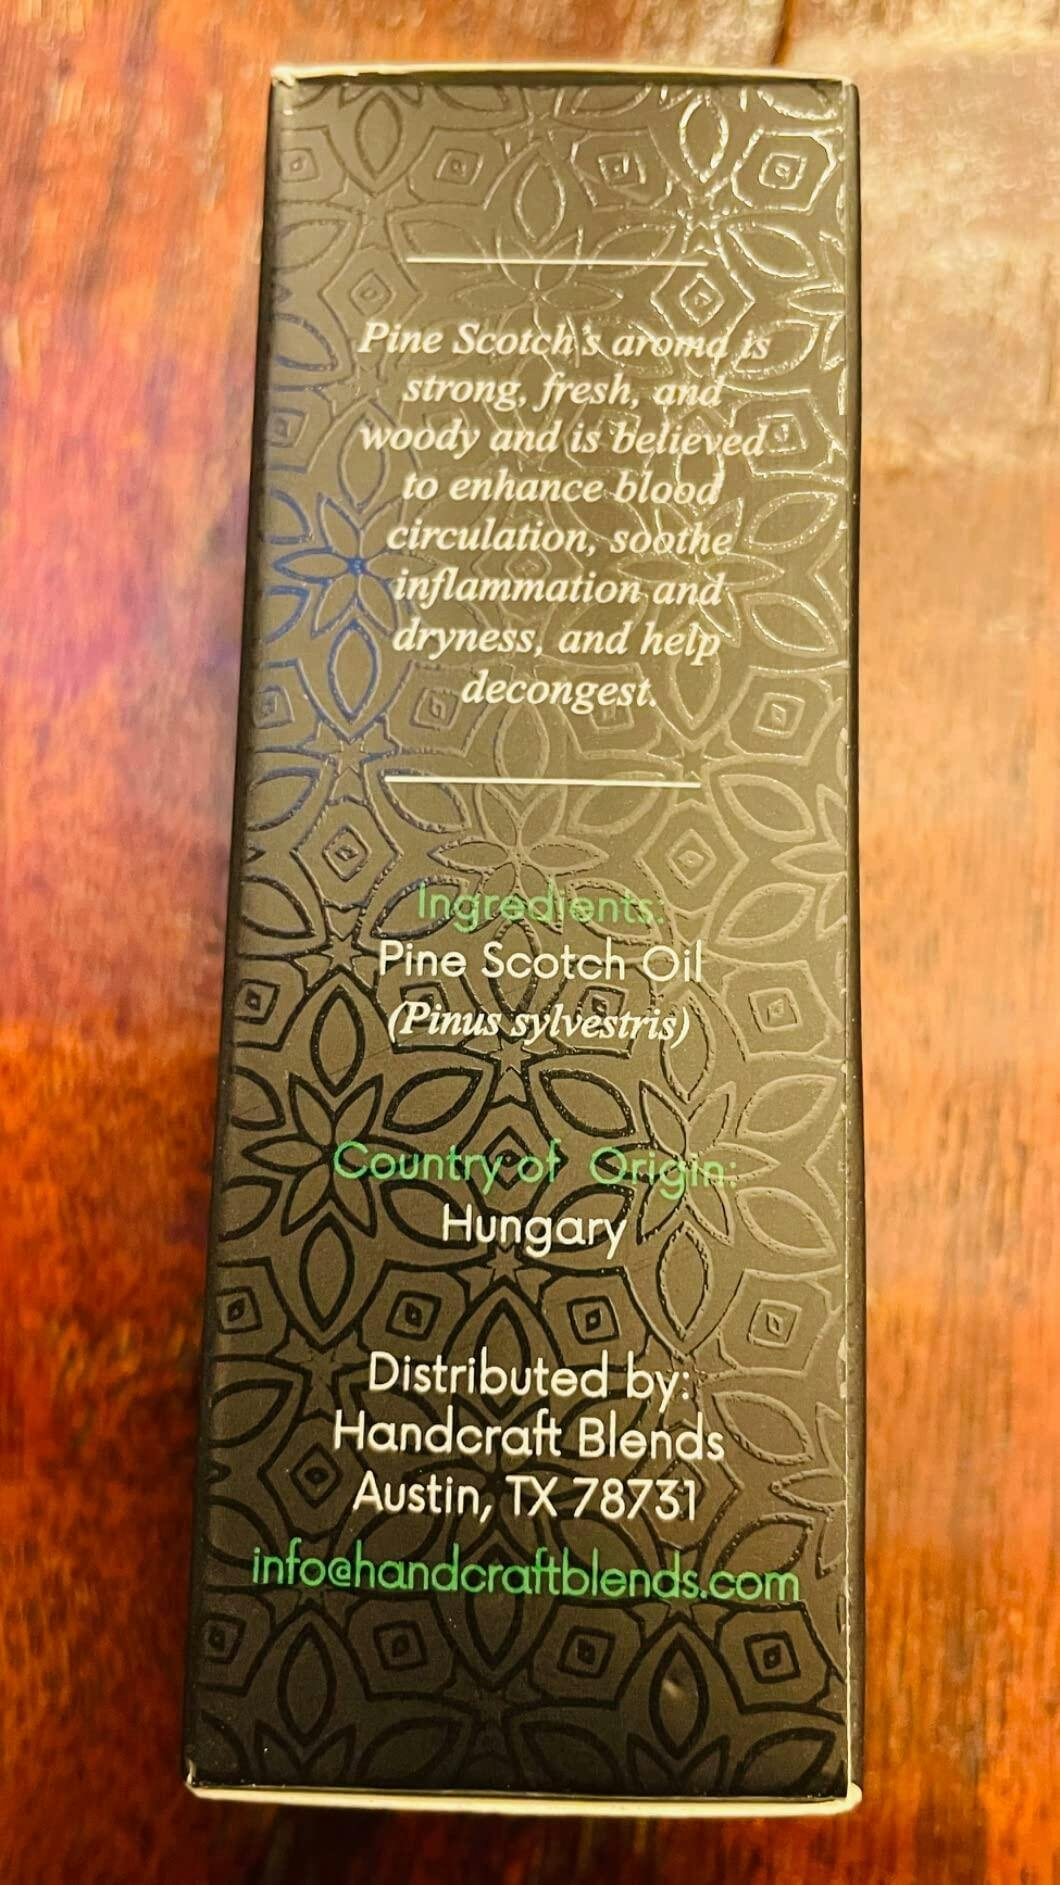 Pine Scotch's aroma is
strong, fresh, and
woody and is believed
to enhance blood
circulation, soothe
inflammation and
dryness, and help
decongest.
Ingredients:
Pine Scotch Oil
(Pinus sylvestris)
Country of Origin:
Hungary
Distributed by:
Handcraft Blends
Austin, TX 78731
info@handcraftblends.com